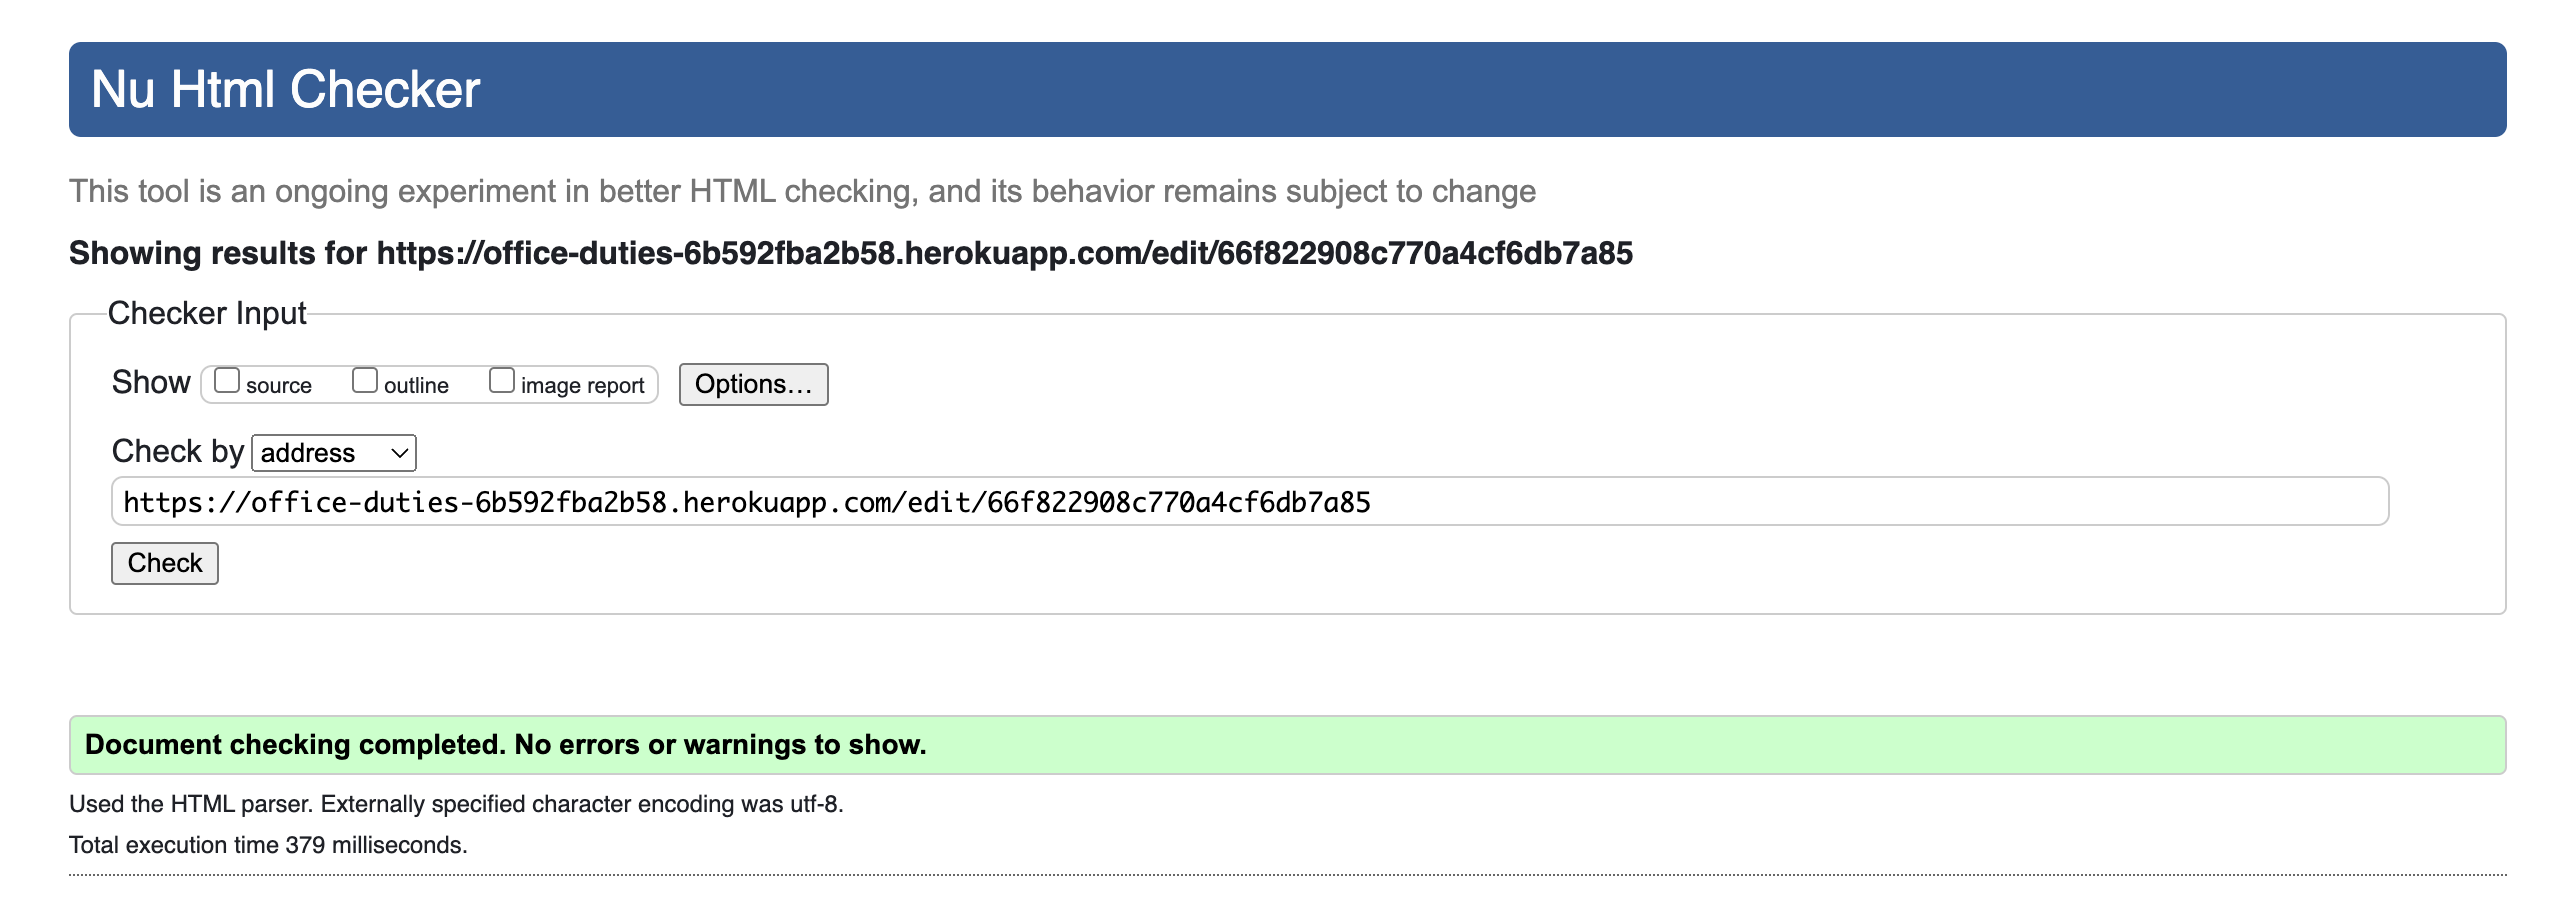 Nu Html Checker
This tool is an ongoing experiment in better HTML checking, and its behavior remains subject to change
Showing results for https://office-duties-6b592fba2b58.herokuapp.com/edit/66f822908c770a4cf6db7a85
Checker Input
Show source outline image report Options...
Check by address
https://office-duties-6b592fba2b58.herokuapp.com/edit/66f822908c770a4cf6db7a85
Check
Document checking completed. No errors or warnings to show.
Used the HTML parser. Externally specified character encoding was utf-8.
Total execution time 379 milliseconds.